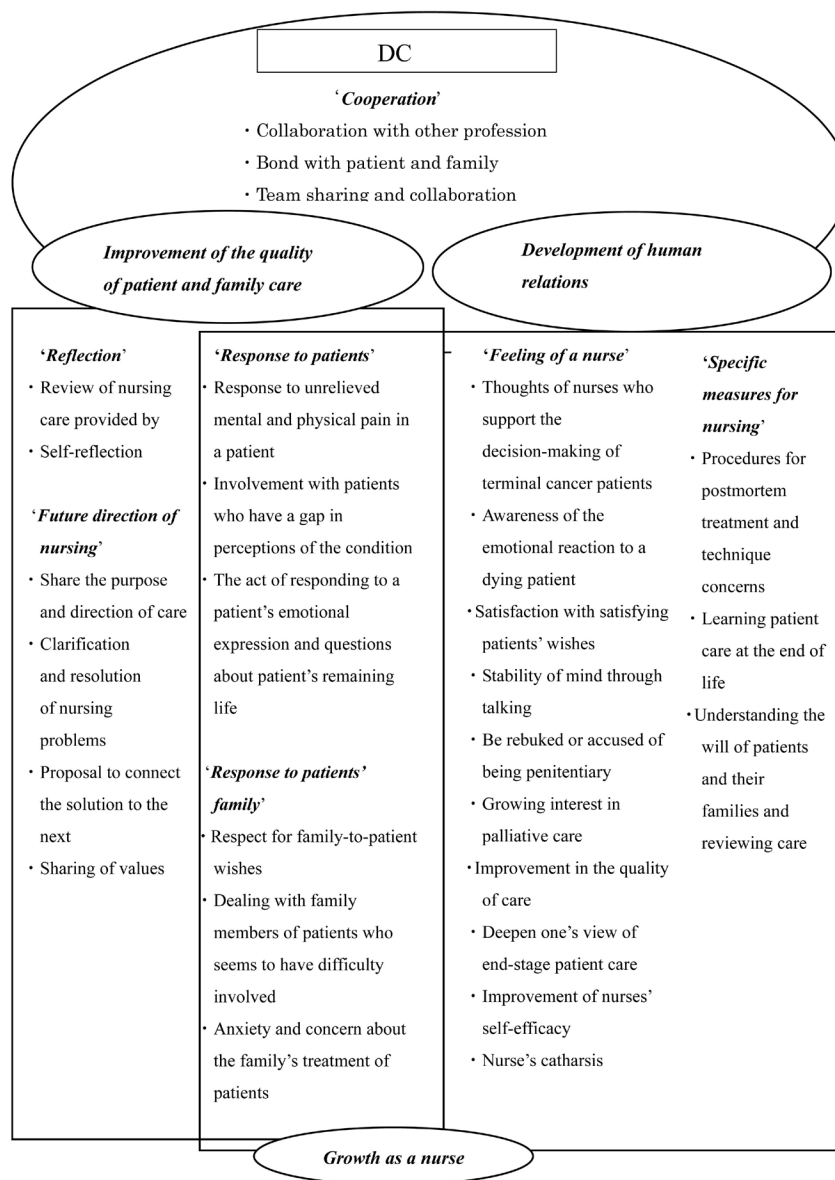 DC
‘Cooperation’
・Collaboration with other profession
・Bond with patient and family
・Team sharing and collaboration
Improvement of the quality
of patient and family care
Development of human
relations
‘Reflection’
・Review of nursing
care provided by
・Self-reflection
‘Future direction of
nursing’
・Share the purpose
and direction of care
・Clarification
and resolution
of nursing
problems
・Proposal to connect
the solution to the
next
・Sharing of values
‘Response to patients’
・Response to unrelieved
mental and physical pain in
a patient
・Involvement with patients
who have a gap in
perceptions of the condition
・The act of responding to a
patient’s emotional
expression and questions
about patient’s remaining
life
‘Response to patients’
family’
・Respect for family-to-patient
wishes
・Dealing with family
members of patients who
seems to have difficulty
involved
・Anxiety and concern about
the family’s treatment of
patients
‘Feeling of a nurse’
・Thoughts of nurses who
support the
decision-making of
terminal cancer patients
・Awareness of the
emotional reaction to a
dying patient
・Satisfaction with satisfying
patients’ wishes
・Stability of mind through
talking
・Be rebuked or accused of
being penitentiary
・Growing interest in
palliative care
・Improvement in the quality
of care
・Deepen one’s view of
end-stage patient care
・Improvement of nurses’
self-efficacy
・Nurse’s catharsis
‘Specific
measures for
nursing’
・Procedures for
postmortem
treatment and
technique
concerns
・Learning patient
care at the end of
life
・Understanding the
will of patients
and their
families and
reviewing care
Growth as a nurse